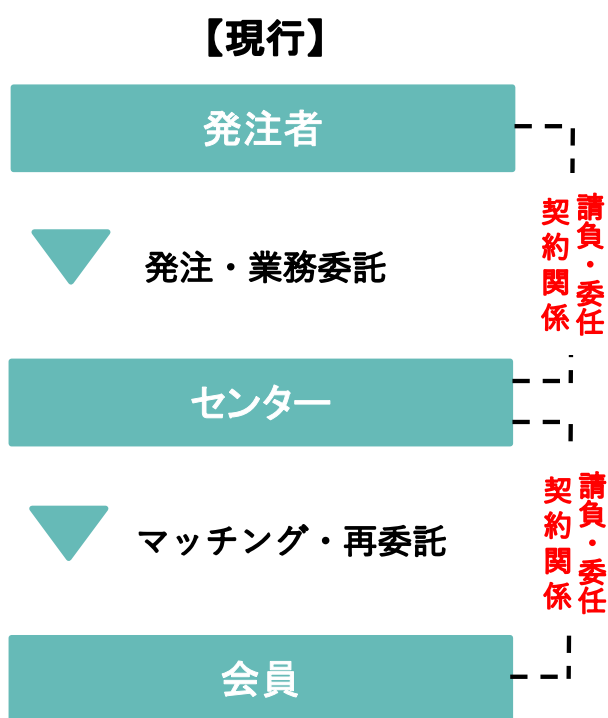 【現行】
発注者
請負・委任
契約関係
発注・業務委託
センター
請負・委任
契約関係
マッチング・再委託
会員